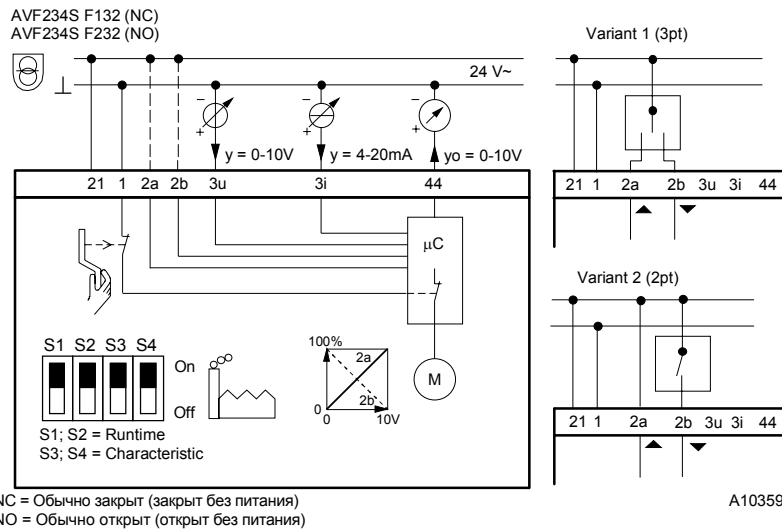 AVF234S F132 (NC)
AVF234S F232 (NO)
24 V~
y = 0-10V
y = 4-20mA
yo = 0-10V
21 1 2a 2b 3u 3i 44
µC
M
S1 S2 S3 S4
On
Off
S1; S2 = Runtime
S3; S4 = Characteristic
100%
2a
2b
0
0
10V
Variant 1 (3pt)
21 1 2a 2b 3u 3i 44
Variant 2 (2pt)
21 1 2a 2b 3u 3i 44
NC = Обычно закрыт (закрыт без питания)
NO = Обычно открыт (открыт без питания)
A10359